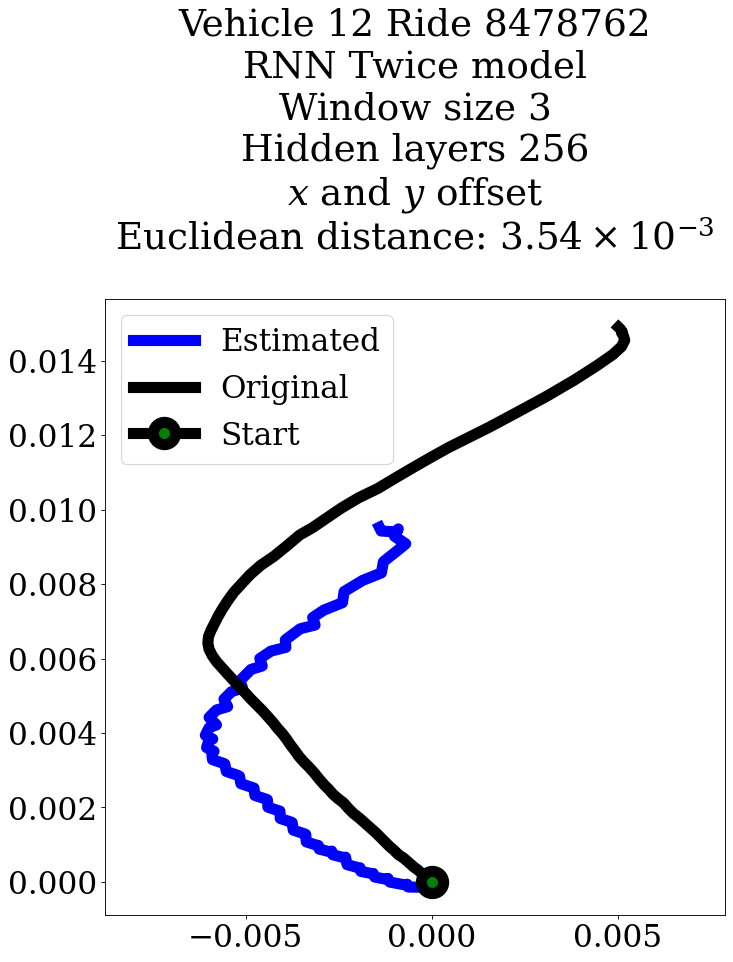 Vehicle 12 Ride 8478762
RNN Twice model
Window size 3
Hidden layers 256
x and y offset
Euclidean distance: 3.54 × 10⁻³
Estimated
Original
Start
0.014
0.012
0.010
0.008
0.006
0.004
0.002
0.000
−0.005 0.000 0.005